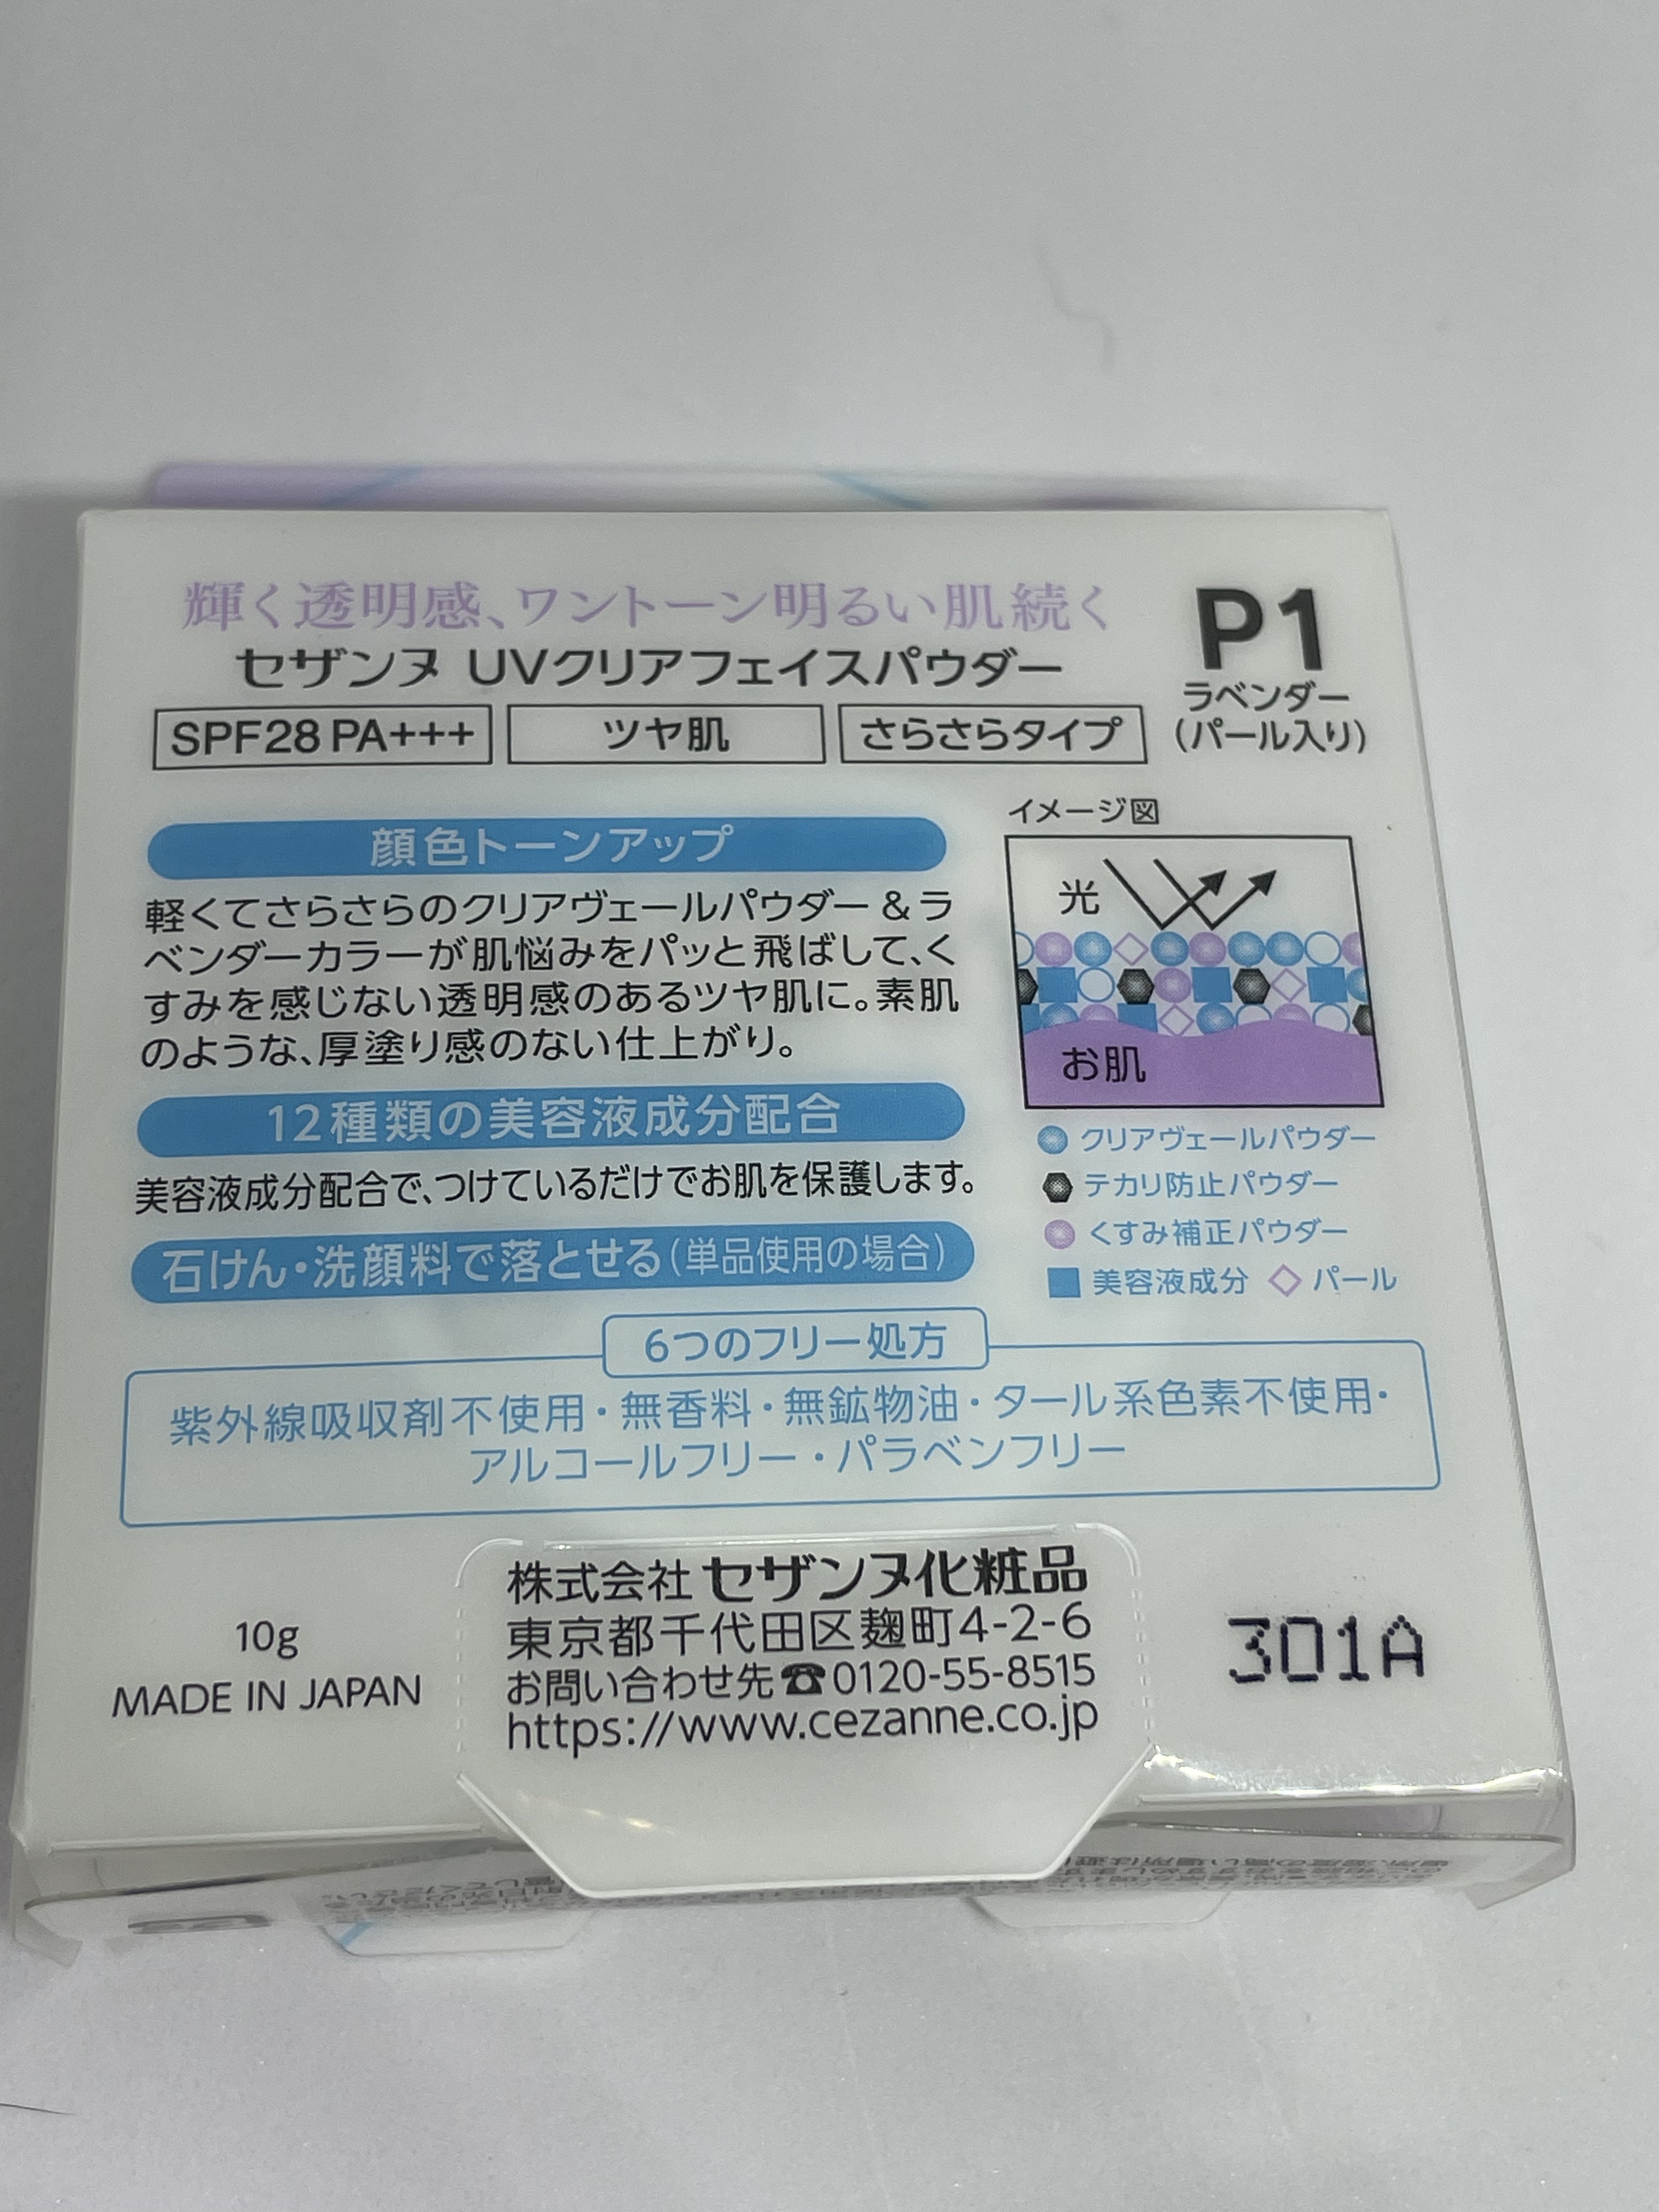 輝く透明感、ワントーン明るい肌続く
セザンヌ UVクリアフェイスパウダー
P1
ラベンダー
(パール入り)
SPF28 PA+++
ツヤ肌
さらさらタイプ
顔色トーンアップ
軽くてさらさらのクリアヴェールパウダー&ラ
ベンダーカラーが肌悩みをパッと飛ばして、く
すみを感じない透明感のあるツヤ肌に。素肌
のような、厚塗り感のない仕上がり。
12種類の美容液成分配合
美容液成分配合で、つけているだけでお肌を保護します。
石けん・洗顔料で落とせる(単品使用の場合)
イメージ図
光
お肌
クリアヴェールパウダー
テカリ防止パウダー
くすみ補正パウダー
美容液成分 パール
6つのフリー処方
紫外線吸収剤不使用・無香料・無鉱物油・タール系色素不使用・
アルコールフリー・パラベンフリー
10g
MADE IN JAPAN
株式会社 セザンヌ化粧品
東京都千代田区麹町4-2-6
お問い合わせ先☎0120-55-8515
https://www.cezanne.co.jp
301A